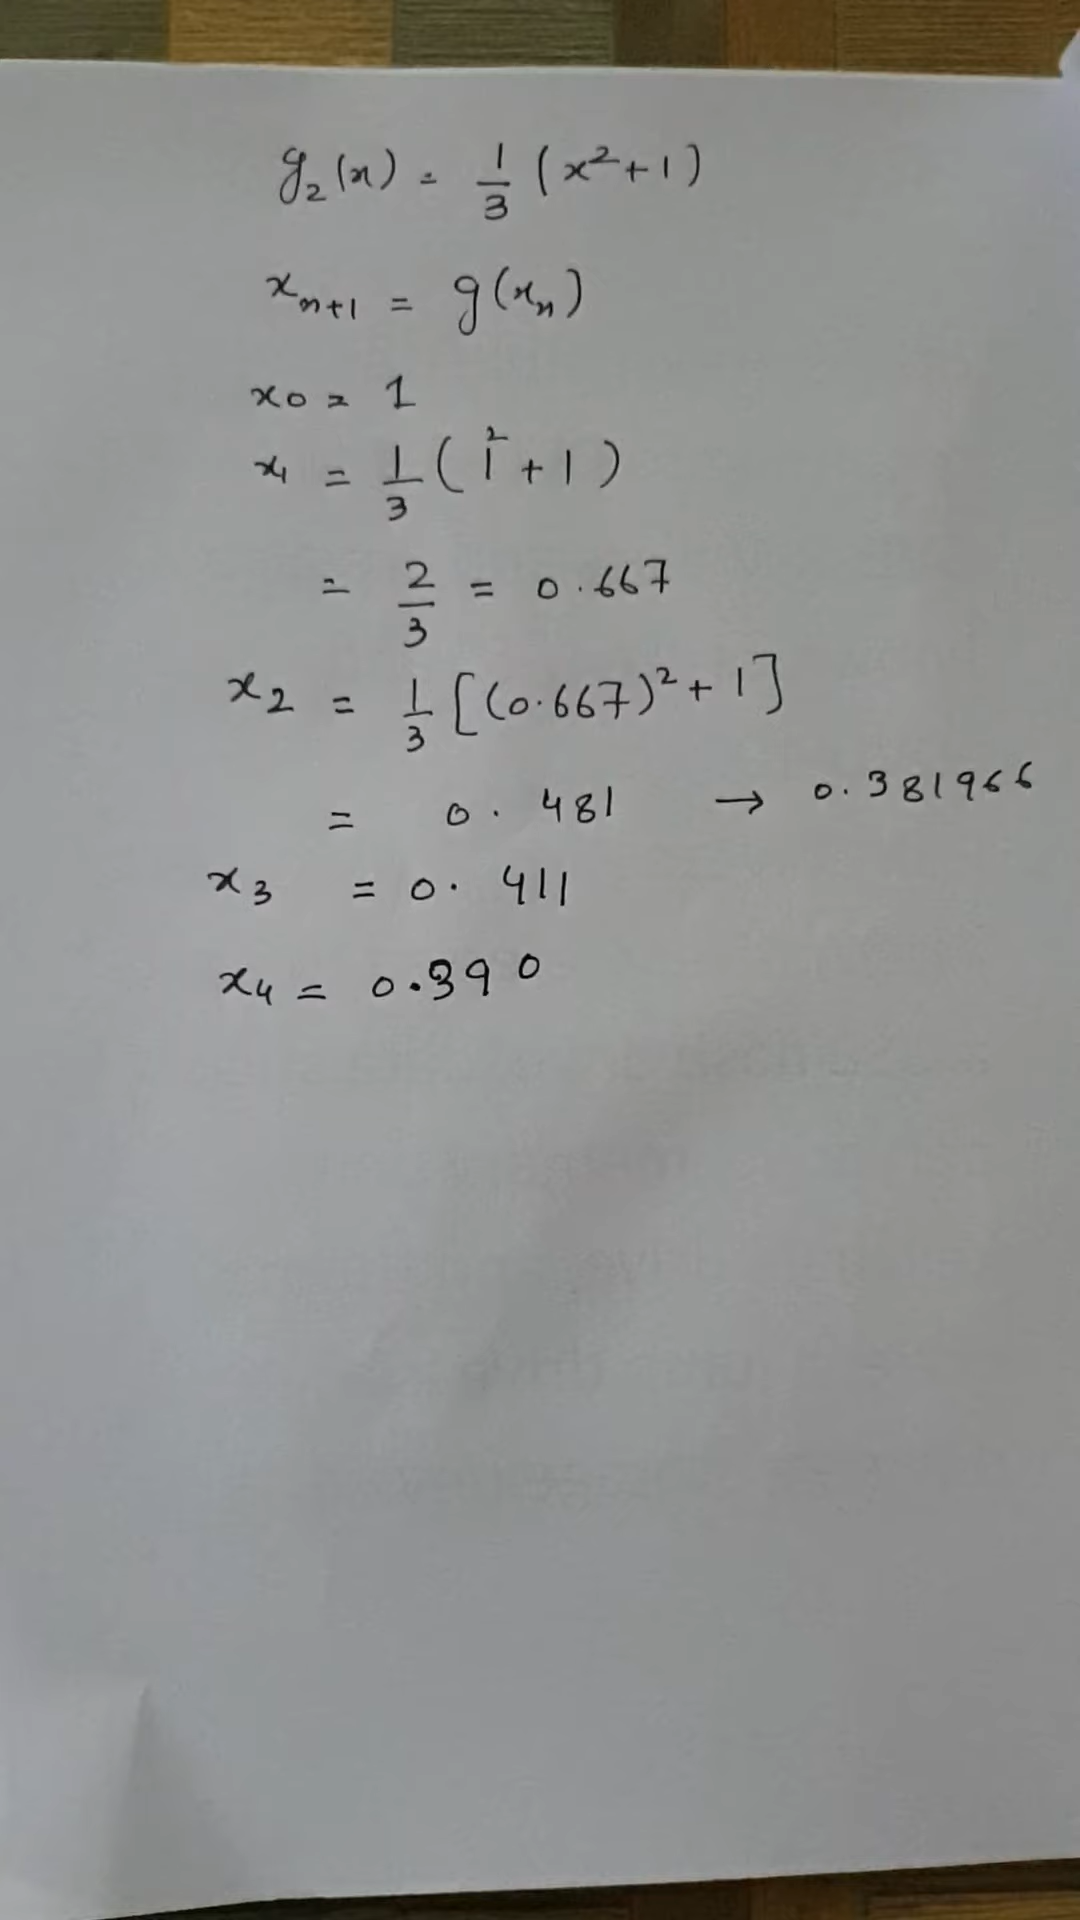 g₂(x) = 1/3 (x² + 1)
xₙ₊₁ = g(xₙ)
x0 = 1
x₁ = 1/3 (1² + 1)
= 2/3 = 0.667
x₂ = 1/3 [(0.667)² + 1]
= 0.481 → 0.381966
x₃ = 0.411
x₄ = 0.390